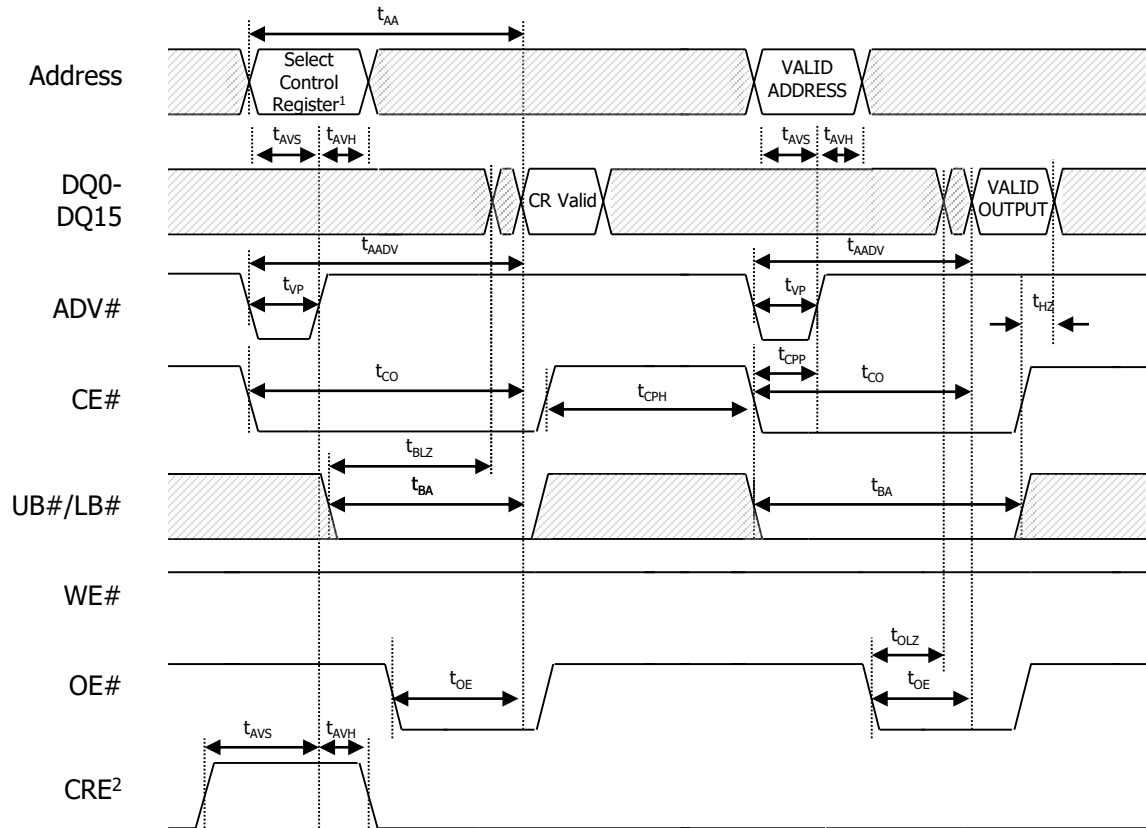 tAA
Address
Select
Control
Register¹
VALID
ADDRESS
tAVS
tAVH
tAVS
tAVH
DQ0-
DQ15
CR Valid
VALID
OUTPUT
tAADV
tAADV
ADV#
tVP
tVP
tHZ
CE#
tCO
tCPH
tCPP
tCO
tBLZ
UB#/LB#
tBA
tBA
WE#
tOLZ
OE#
tOE
tOE
tAVS
tAVH
CRE²